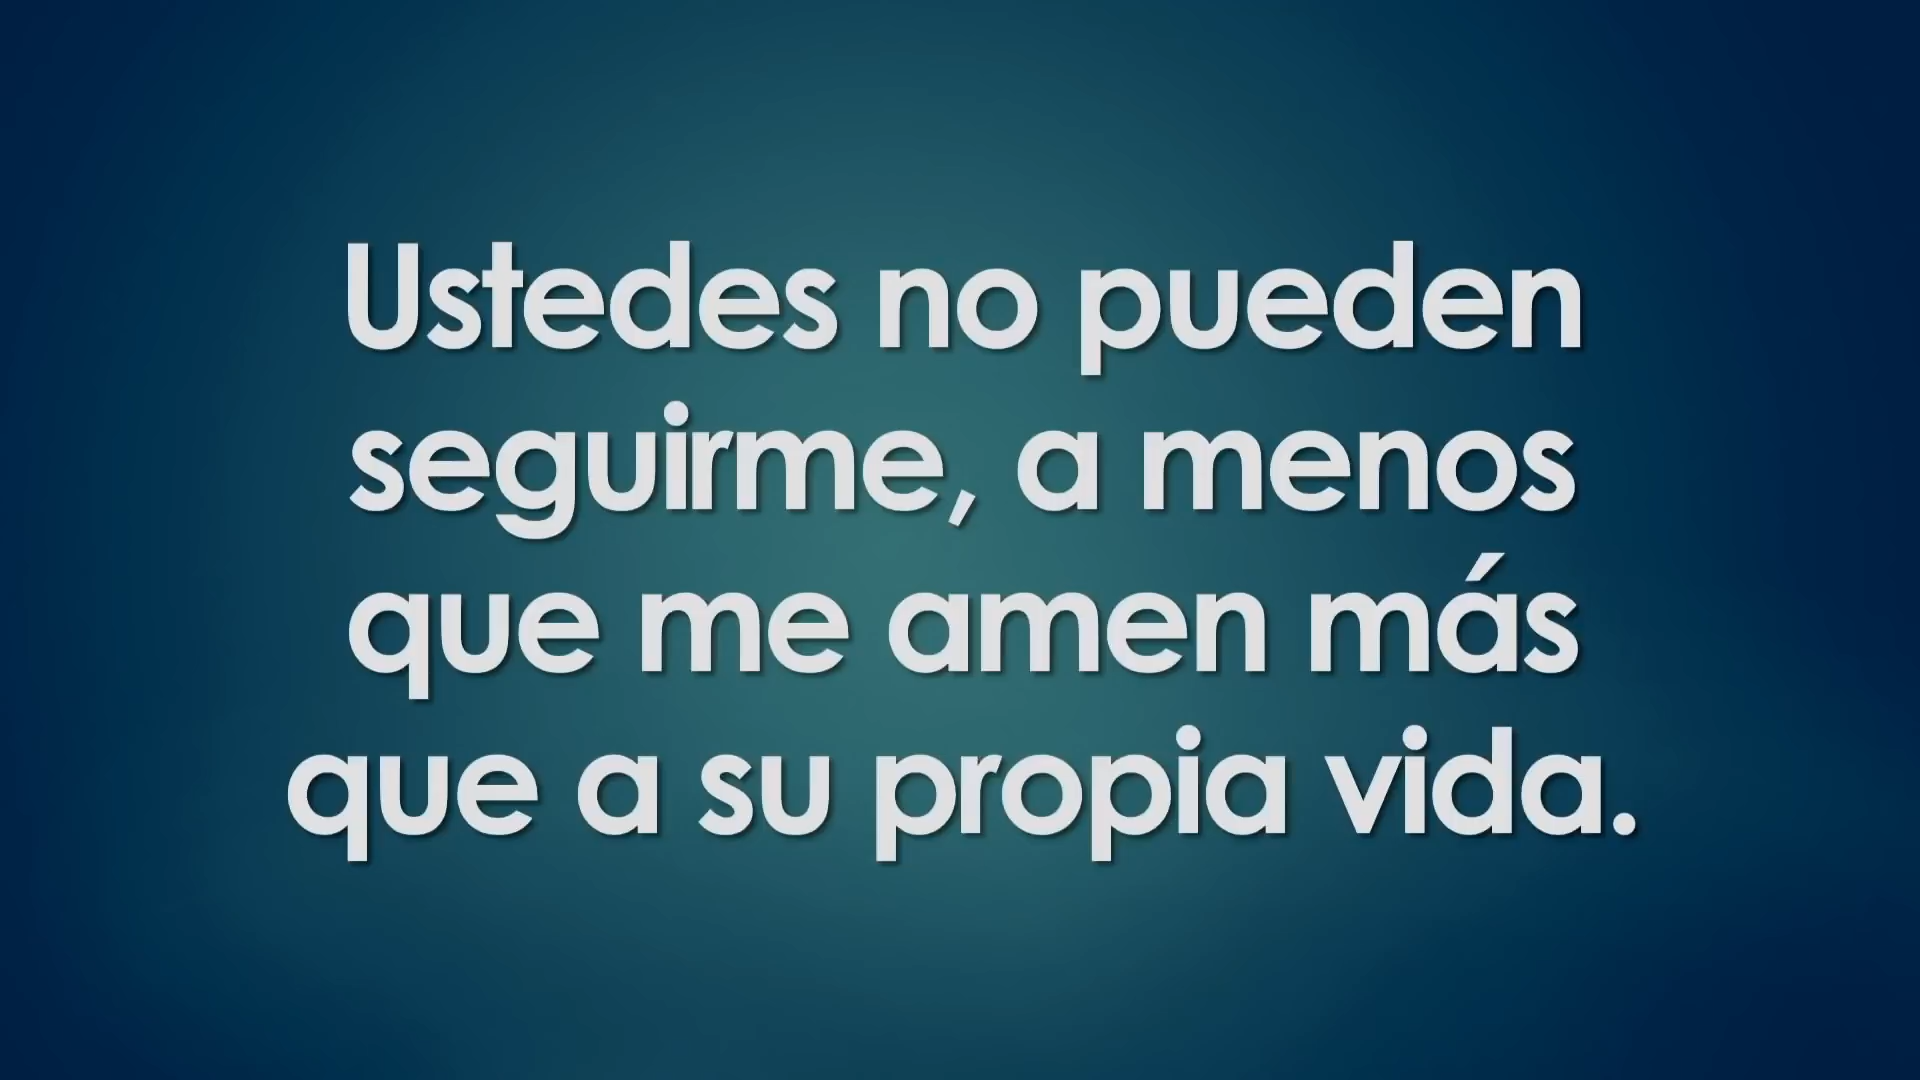 Ustedes no pueden
seguirme, a menos
que me amen más
que a su propia vida.